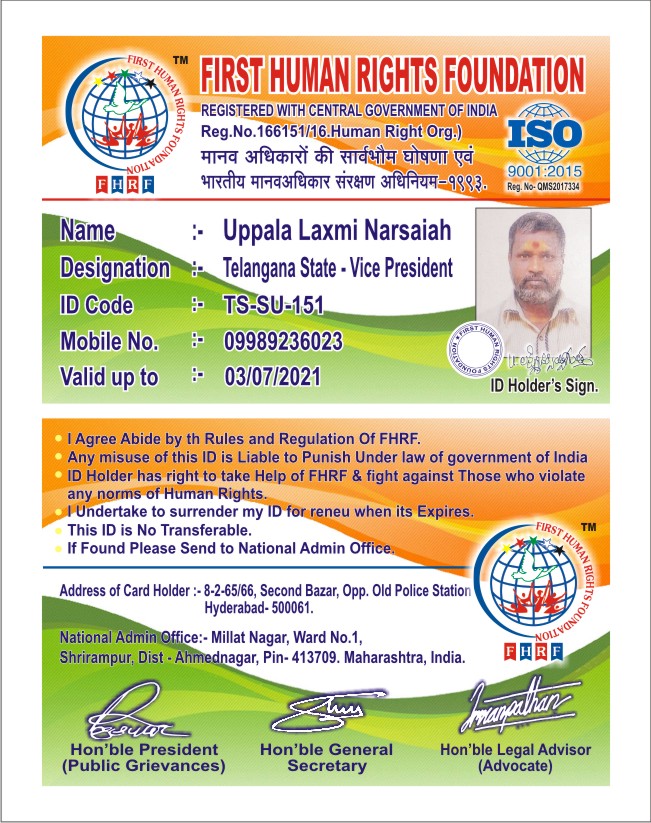 FIRST HUMAN RIGHTS FOUNDATION
TM
FHRF
FIRST HUMAN RIGHTS FOUNDATION
REGISTERED WITH CENTRAL GOVERNMENT OF INDIA
Reg.No.166151/16.Human Right Org.)
मानव अधिकारों की सार्वभौम घोषणा एवं
भारतीय मानवअधिकार संरक्षण अधिनियम-१९९३.
ISO
9001:2015
Reg. No- QMS2017334
Name :- Uppala Laxmi Narsaiah
Designation :- Telangana State - Vice President
ID Code :- TS-SU-151
Mobile No. :- 09989236023
Valid up to :- 03/07/2021
FIRST HUMAN RIGHTS FOUNDATION
ID Holder's Sign.
I Agree Abide by th Rules and Regulation Of FHRF.
Any misuse of this ID is Liable to Punish Under law of government of India
ID Holder has right to take Help of FHRF & fight against Those who violate
any norms of Human Rights.
I Undertake to surrender my ID for reneu when its Expires.
This ID is No Transferable.
If Found Please Send to National Admin Office.
FIRST HUMAN RIGHTS FOUNDATION
TM
FHRF
Address of Card Holder :- 8-2-65/66, Second Bazar, Opp. Old Police Station
Hyderabad- 500061.
National Admin Office:- Millat Nagar, Ward No.1,
Shrirampur, Dist - Ahmednagar, Pin- 413709. Maharashtra, India.
Hon'ble President
(Public Grievances)
Hon'ble General
Secretary
Hon'ble Legal Advisor
(Advocate)